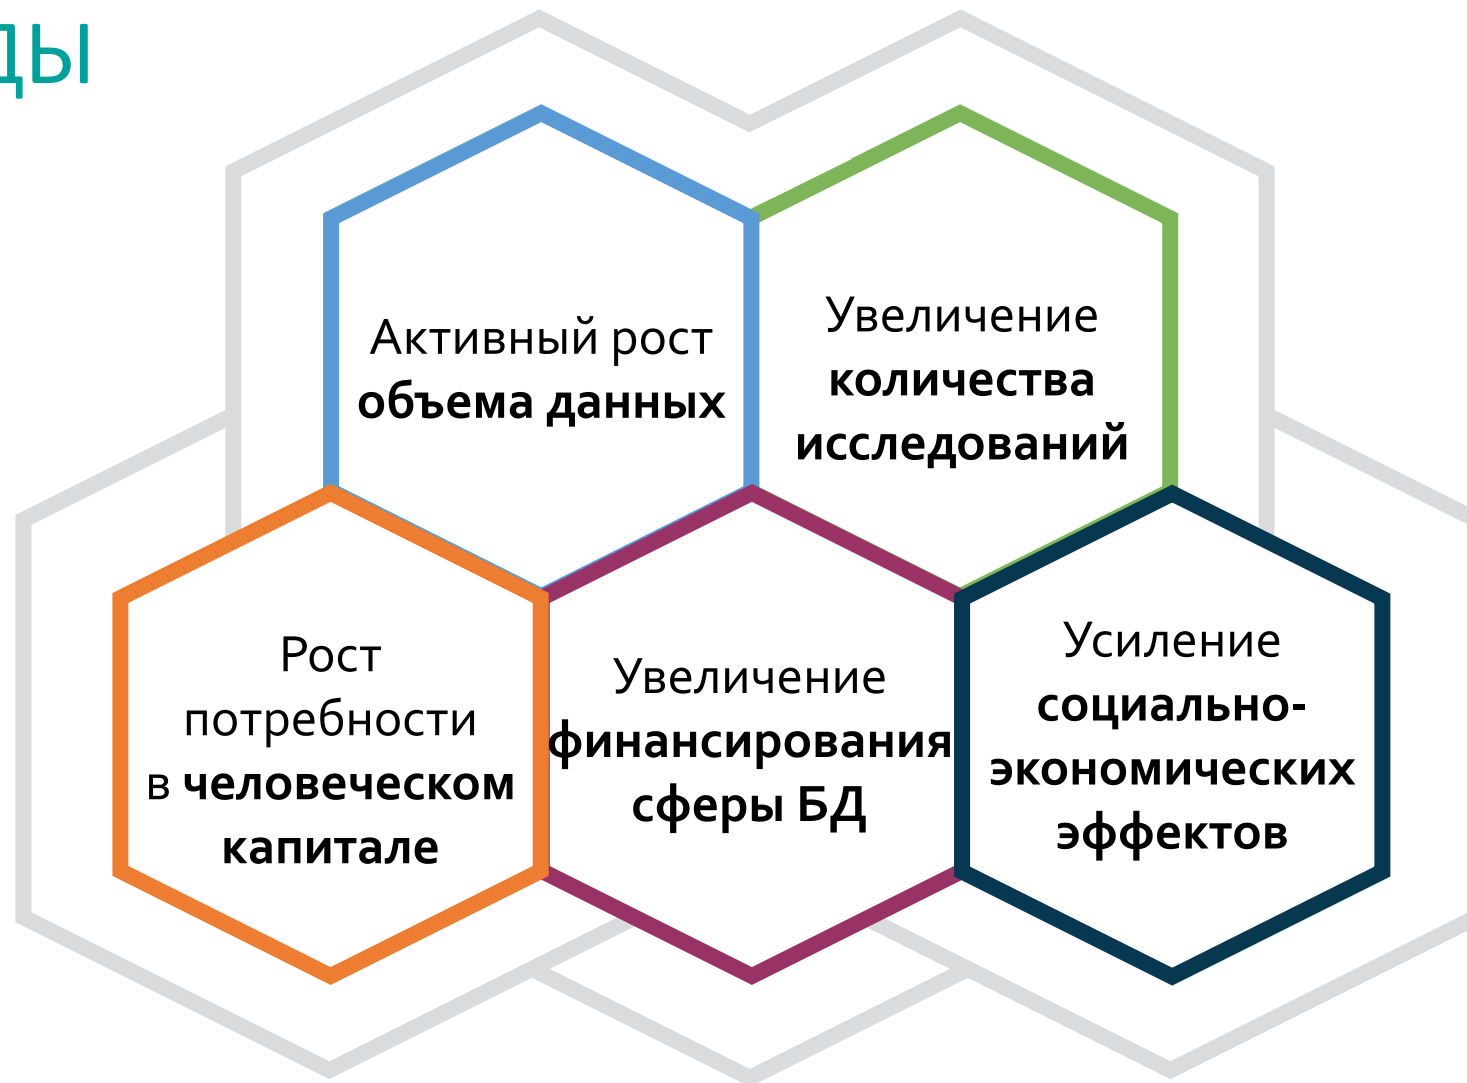 ДЫ
Активный рост
объема данных
Увеличение
количества
исследований
Рост
потребности
в человеческом
капитале
Увеличение
финансирования
сферы БД
Усиление
социально-
экономических
эффектов